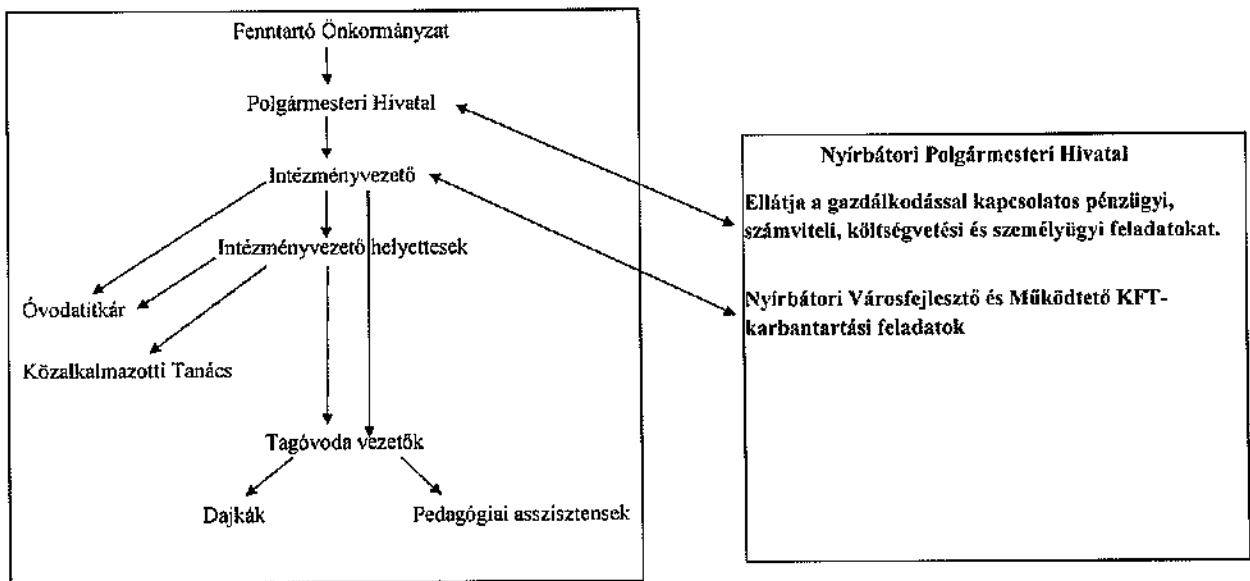 Fenntartó Önkormányzat
Polgármesteri Hivatal
Intézményvezető
Intézményvezető helyettesek
Óvodatitkár
Közalkalmazotti Tanács
Tagóvoda vezetők
Dajkák
Pedagógiai asszisztensek
Nyírbátori Polgármesteri Hivatal
Ellátja a gazdálkodással kapcsolatos pénzügyi,
számviteli, költségvetési és személyügyi feladatokat.
Nyírbátori Városfejlesztő és Működtető KFT-
karbantartási feladatok